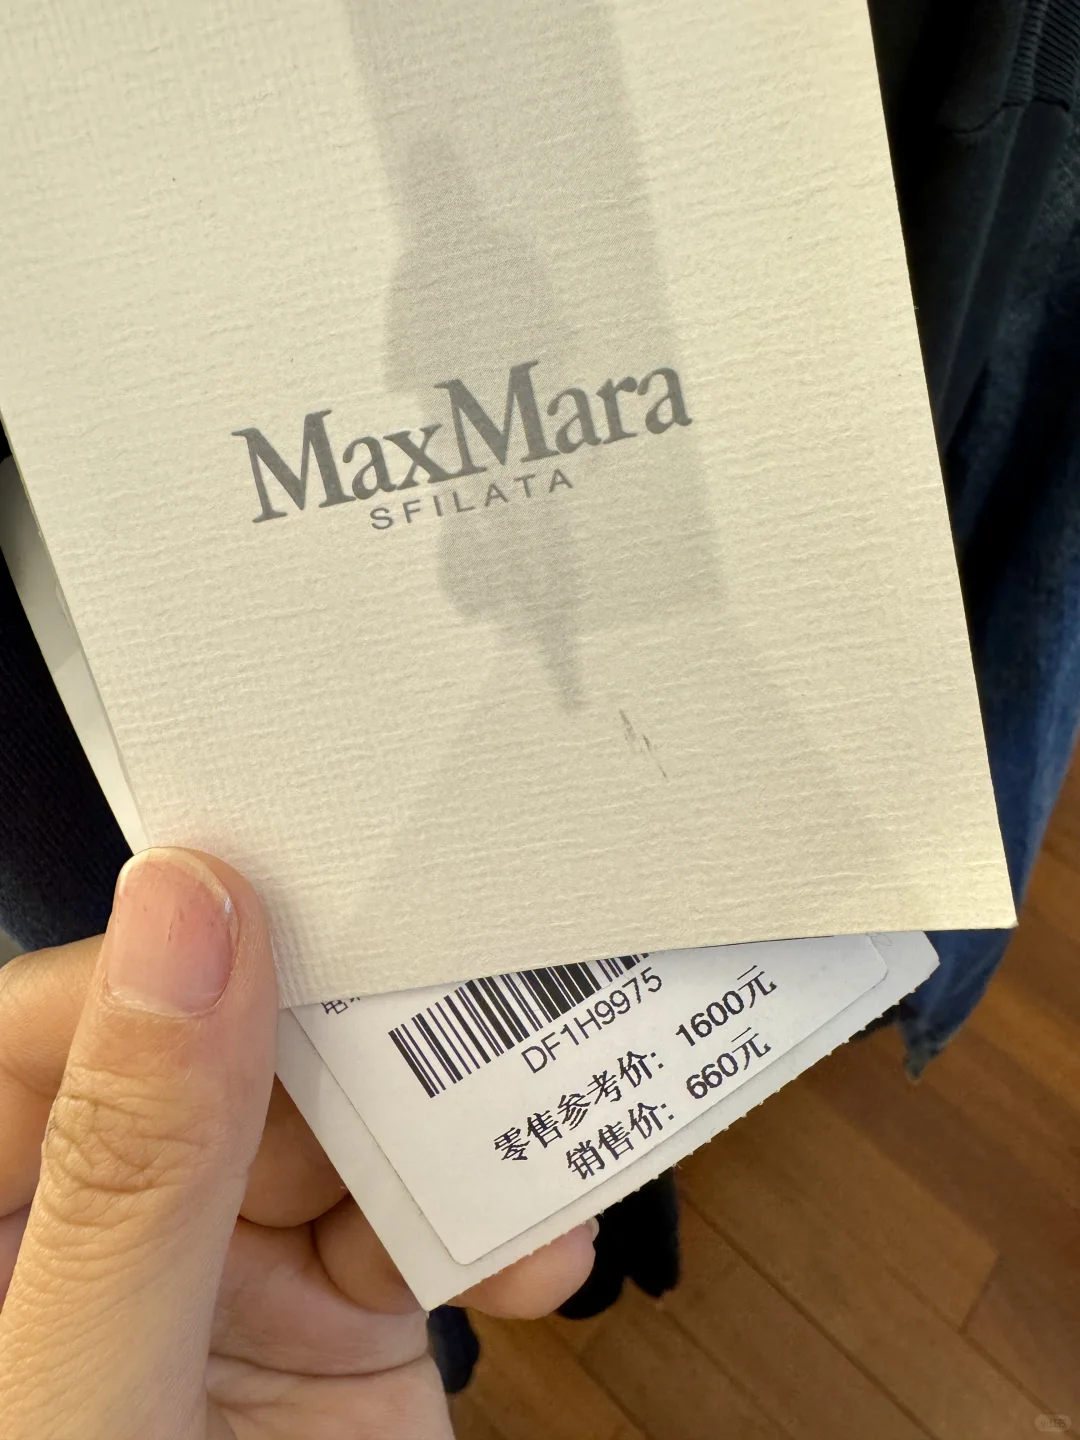 MaxMara
SFILATA
DF1H9975
零售参考价: 1600元
销售价: 660元